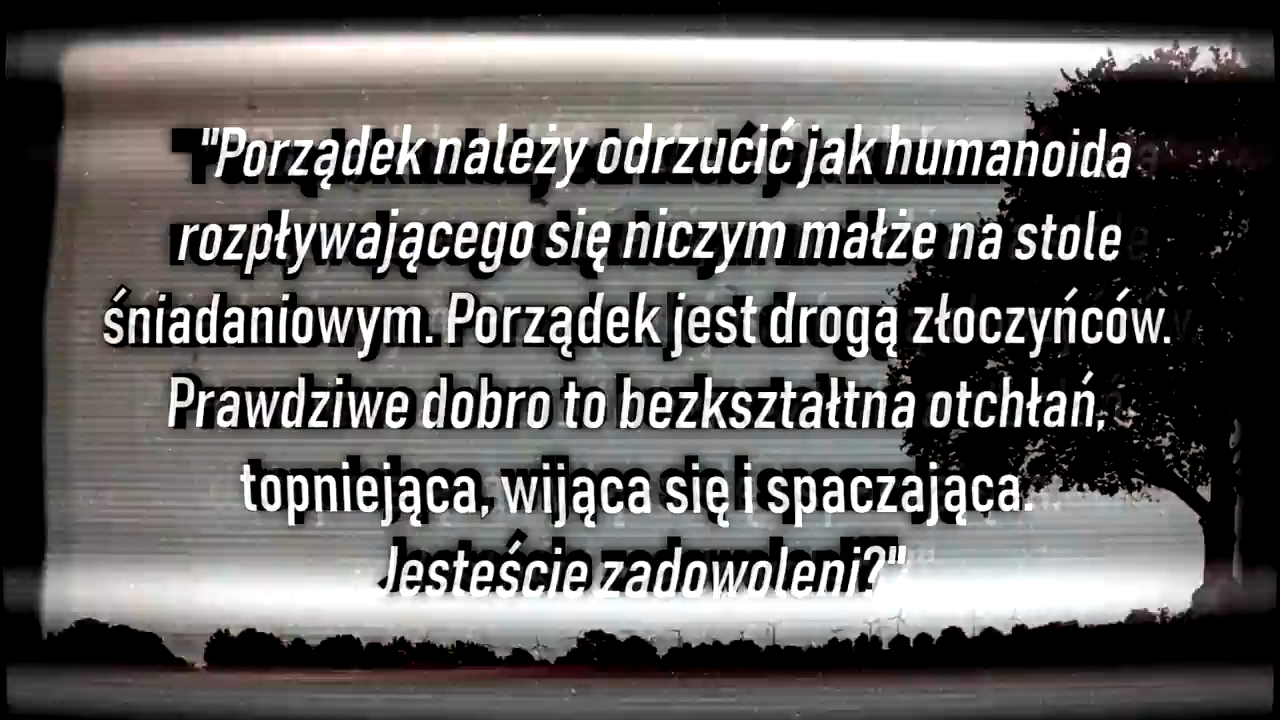 "Porządek należy odrzucić jak humanoida
rozpływającego się niczym małże na stole
śniadaniowym. Porządek jest drogą złoczyńców.
Prawdziwe dobro to bezkształtna otchłań,
topniejąca, wijąca się i spaczająca.
Jesteście zadowoleni?"